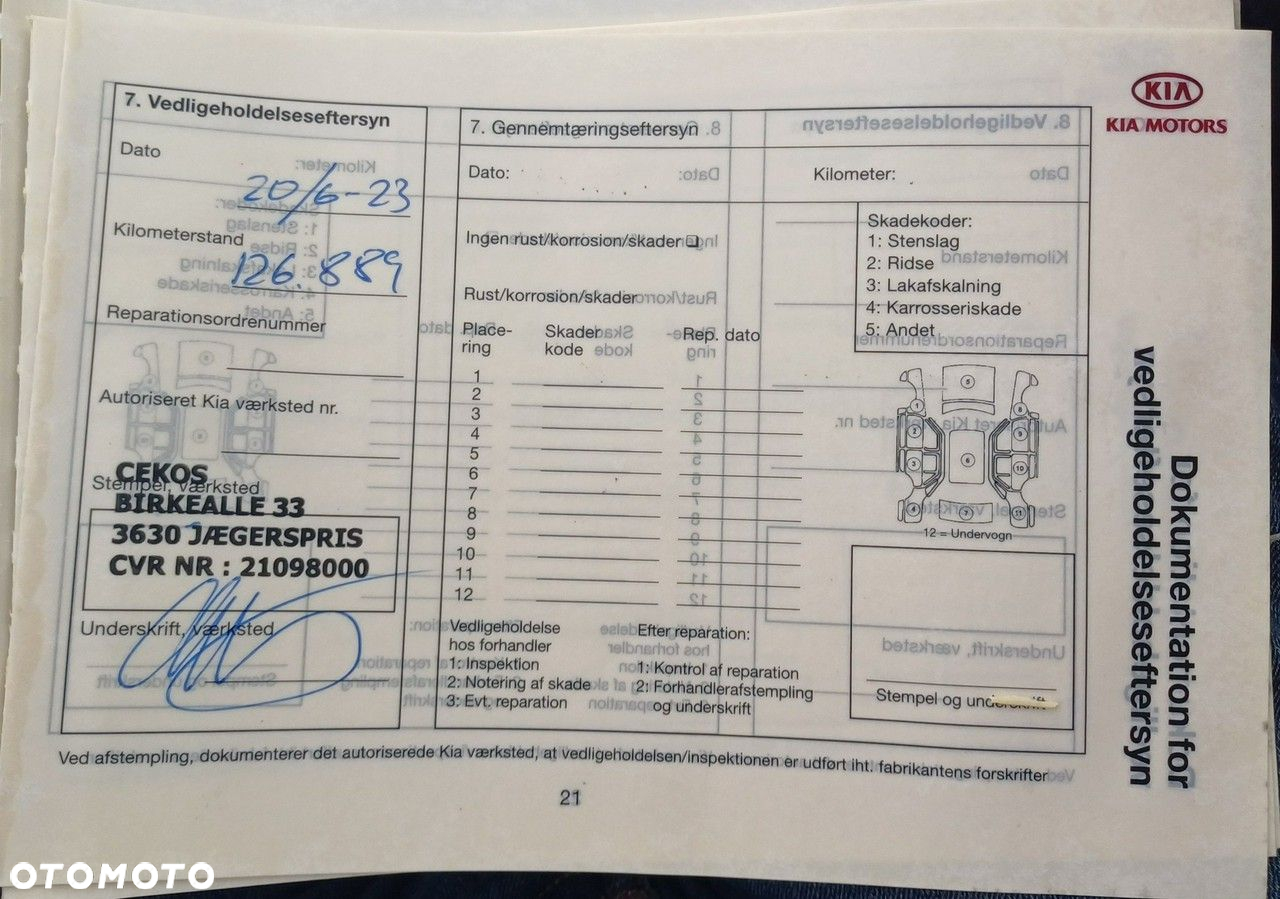 KIA
KIA MOTORS
Dokumentation for
vedligeholdelseseftersyn
7. Vedligeholdelseseftersyn
Dato
20/6-23
Kilometerstand
126.889
Reparationsordrenummer
Autoriseret Kia værksted nr.
Stempel, værksted
CEKOS
BIRKEALLE 33
3630 JÆGERSPRIS
CVR NR : 21098000
Underskrift, værksted
7. Gennemtæringseftersyn
Dato:
Kilometer:
Ingen rust/korrosion/skader
Rust/korrosion/skader
Place-
ring
Skade
kode
Rep. dato
1
2
3
4
5
6
7
8
9
10
11
12
Skadekoder:
1: Stenslag
2: Ridse
3: Lakafskalning
4: Karrosseriskade
5: Andet
12 = Undervogn
Vedligeholdelse
hos forhandler
1: Inspektion
2: Notering af skade
3: Evt. reparation
Efter reparation:
1: Kontrol af reparation
2: Forhandlerafstempling
og underskrift
Stempel og underskrift
Ved afstempling, dokumenterer det autoriserede Kia værksted, at vedligeholdelsen/inspektionen er udført iht. fabrikantens forskrifter
21
OTOMOTO